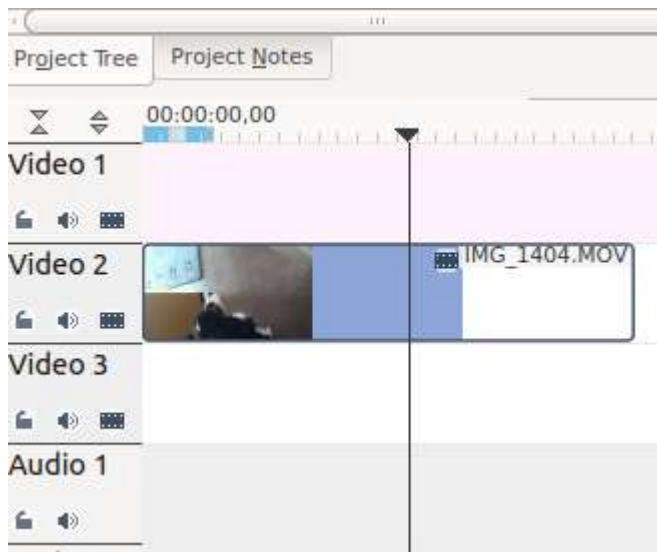 Project Tree
Project Notes
00:00:00,00
Video 1
Video 2
IMG_1404.MOV
Video 3
Audio 1